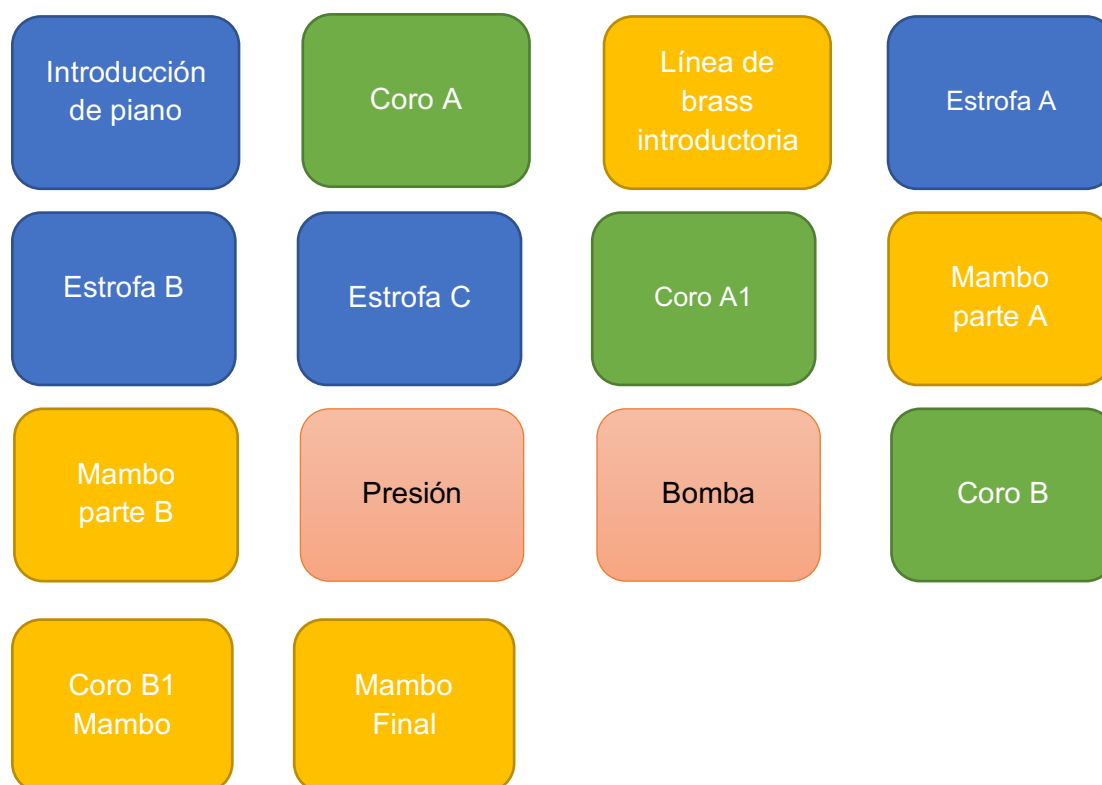 Introducción
de piano
Coro A
Línea de
brass
introductoria
Estrofa A
Estrofa B
Estrofa C
Coro A1
Mambo
parte A
Mambo
parte B
Presión
Bomba
Coro B
Coro B1
Mambo
Mambo
Final